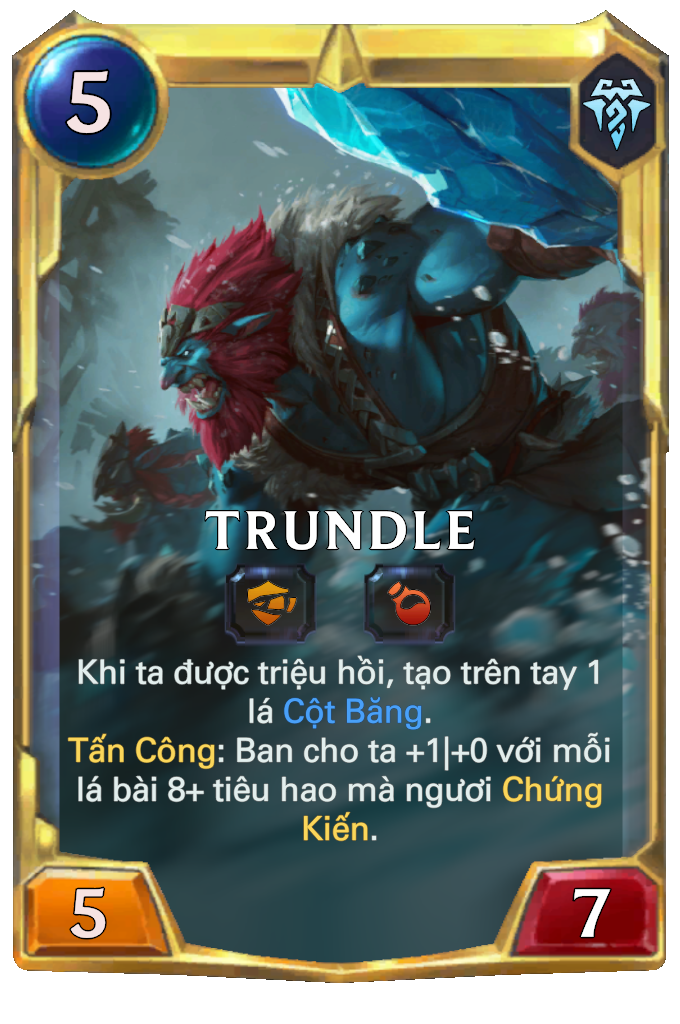 5
TRUNDLE
Khi ta được triệu hồi, tạo trên tay 1
lá Cột Băng.
Tấn Công: Ban cho ta +1|+0 với mỗi
lá bài 8+ tiêu hao mà ngươi Chứng
Kiến.
5
7